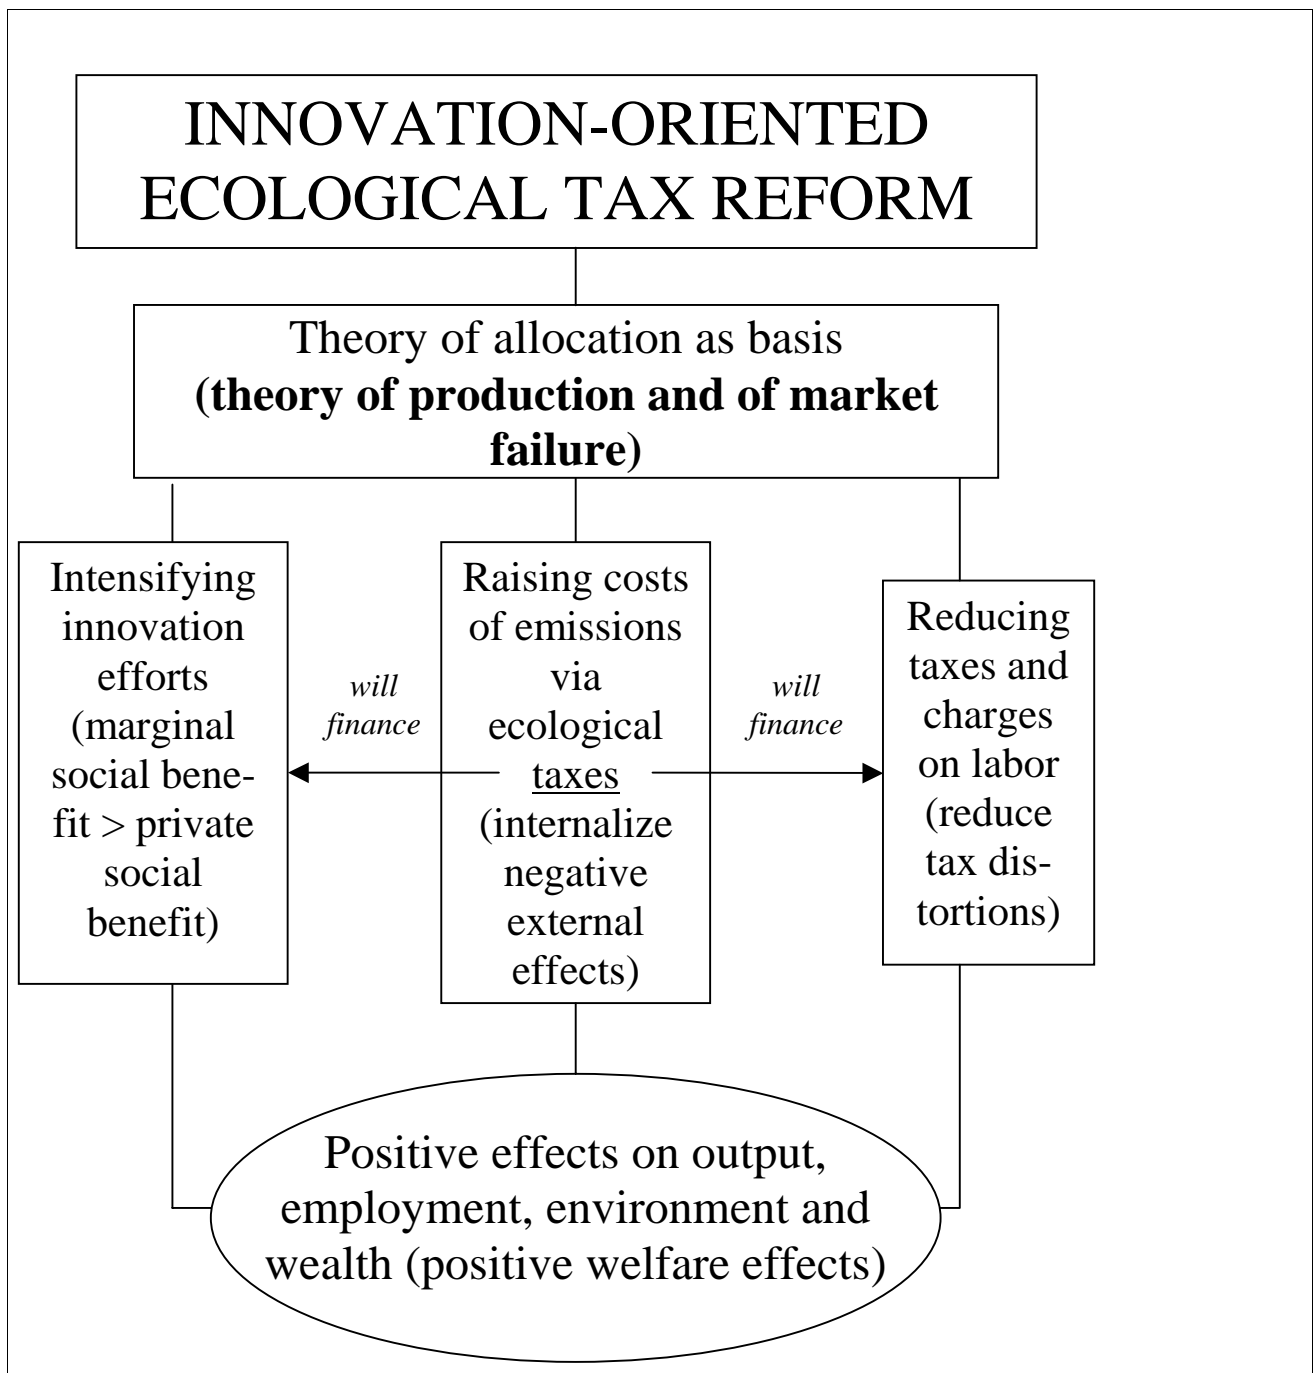 INNOVATION-ORIENTED
ECOLOGICAL TAX REFORM
Theory of allocation as basis
(theory of production and of market
failure)
Intensifying
innovation
efforts
(marginal
social bene-
fit > private
social
benefit)
will
finance
Raising costs
of emissions
via
ecological
taxes
(internalize
negative
external
effects)
will
finance
Reducing
taxes and
charges
on labor
(reduce
tax dis-
tortions)
Positive effects on output,
employment, environment and
wealth (positive welfare effects)